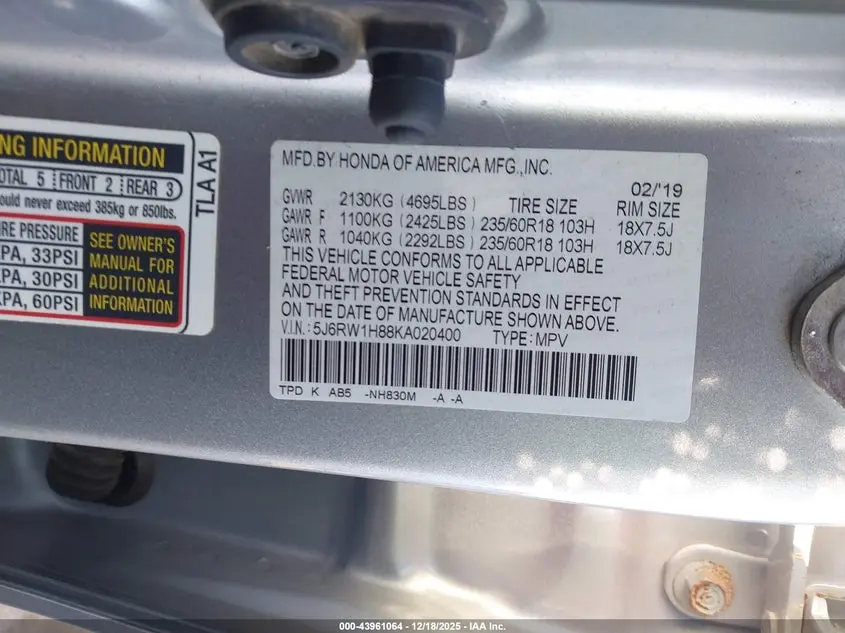 NG INFORMATION
OTAL 5 FRONT 2 REAR 3
ould never exceed 385kg or 850lbs.
RE PRESSURE
PA, 33PSI
PA, 30PSI
KPA, 60PSI
SEE OWNER'S
MANUAL FOR
ADDITIONAL
INFORMATION
TLA A1
MFD.BY HONDA OF AMERICA MFG.,INC.
02/'19
GVWR 2130KG (4695LBS) TIRE SIZE RIM SIZE
GAWR F 1100KG (2425LBS) 235/60R18 103H 18X7.5J
GAWR R 1040KG (2292LBS) 235/60R18 103H 18X7.5J
THIS VEHICLE CONFORMS TO ALL APPLICABLE
FEDERAL MOTOR VEHICLE SAFETY
AND THEFT PREVENTION STANDARDS IN EFFECT
ON THE DATE OF MANUFACTURE SHOWN ABOVE.
V.I.N.: 5J6RW1H88KA020400 TYPE: MPV
TPD K AB5 -NH830M -A -A
000-43961064 / 12/18/2025 - IAA Inc.